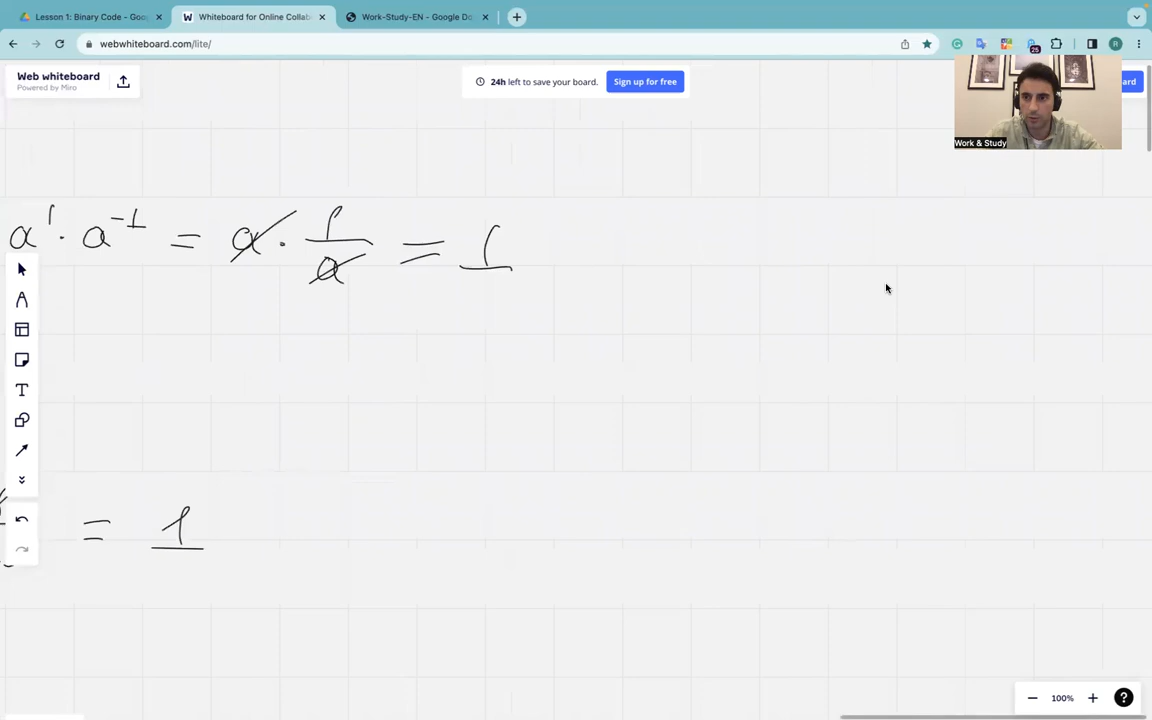 Lesson 1: Binary Code - Goo
Whiteboard for Online Collab
Work-Study-EN - Google Do
webwhiteboard.com/lite/
25
R
Web whiteboard
Powered by Miro
24h left to save your board.
Sign up for free
ard
Work & Study
a¹ · a⁻¹ = a · 1/a = 1
T
= 1
100%
?